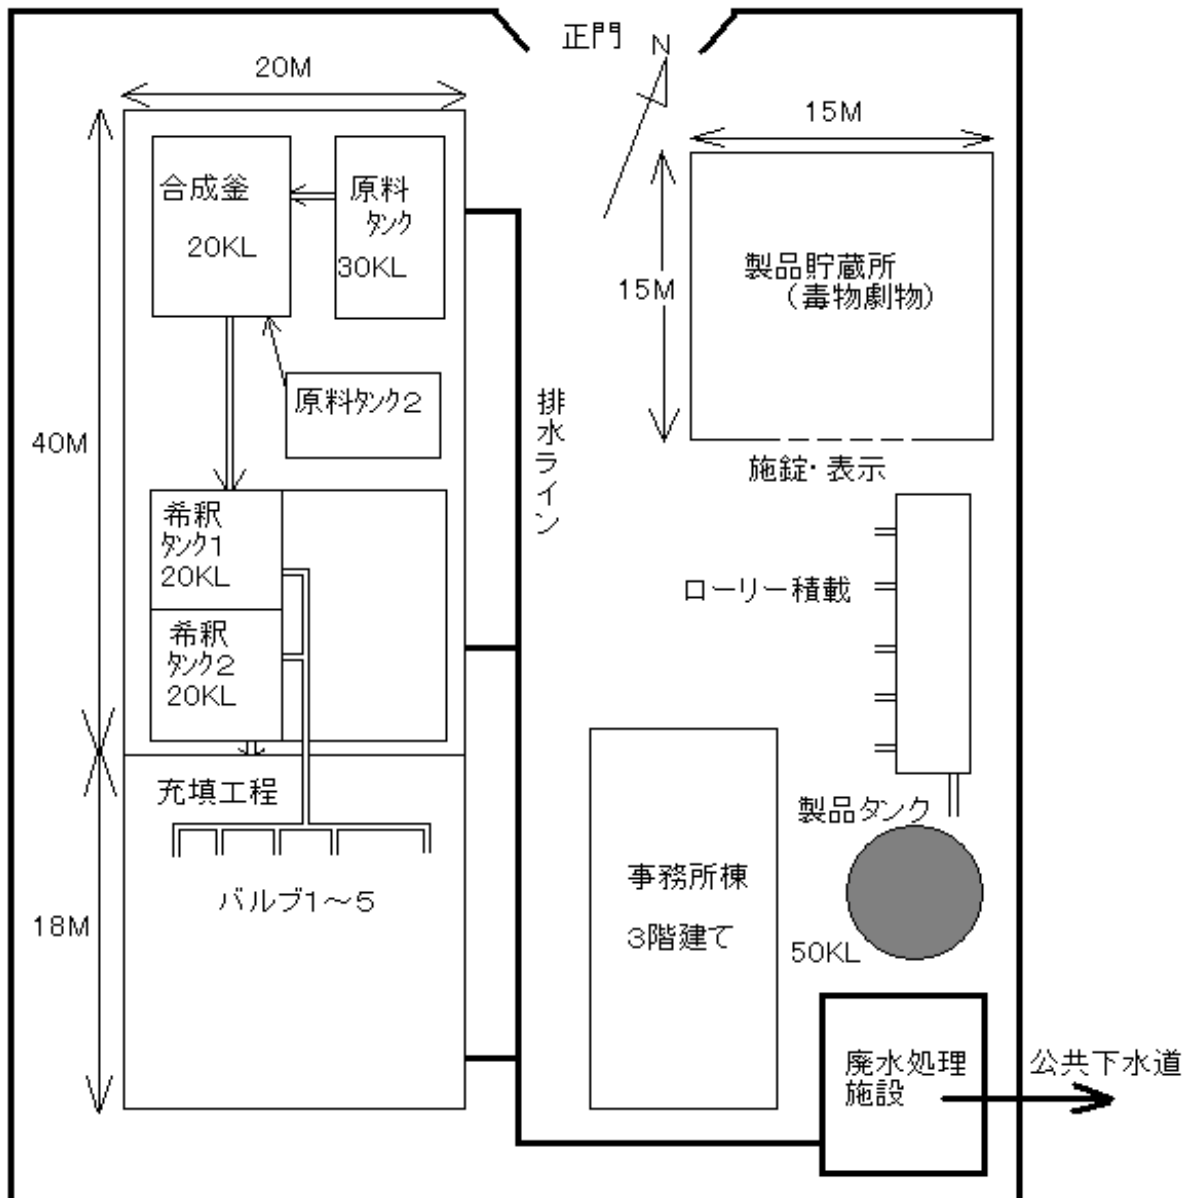 正門
N
20M
15M
合成釜
20KL
原料
タンク
30KL
製品貯蔵所
(毒物劇物)
15M
原料タンク2
排水ライン
40M
施錠・表示
希釈
タンク1
20KL
ローリー積載
希釈
タンク2
20KL
充填工程
製品タンク
バルブ1〜5
事務所棟
3階建て
18M
50KL
廃水処理
施設
公共下水道